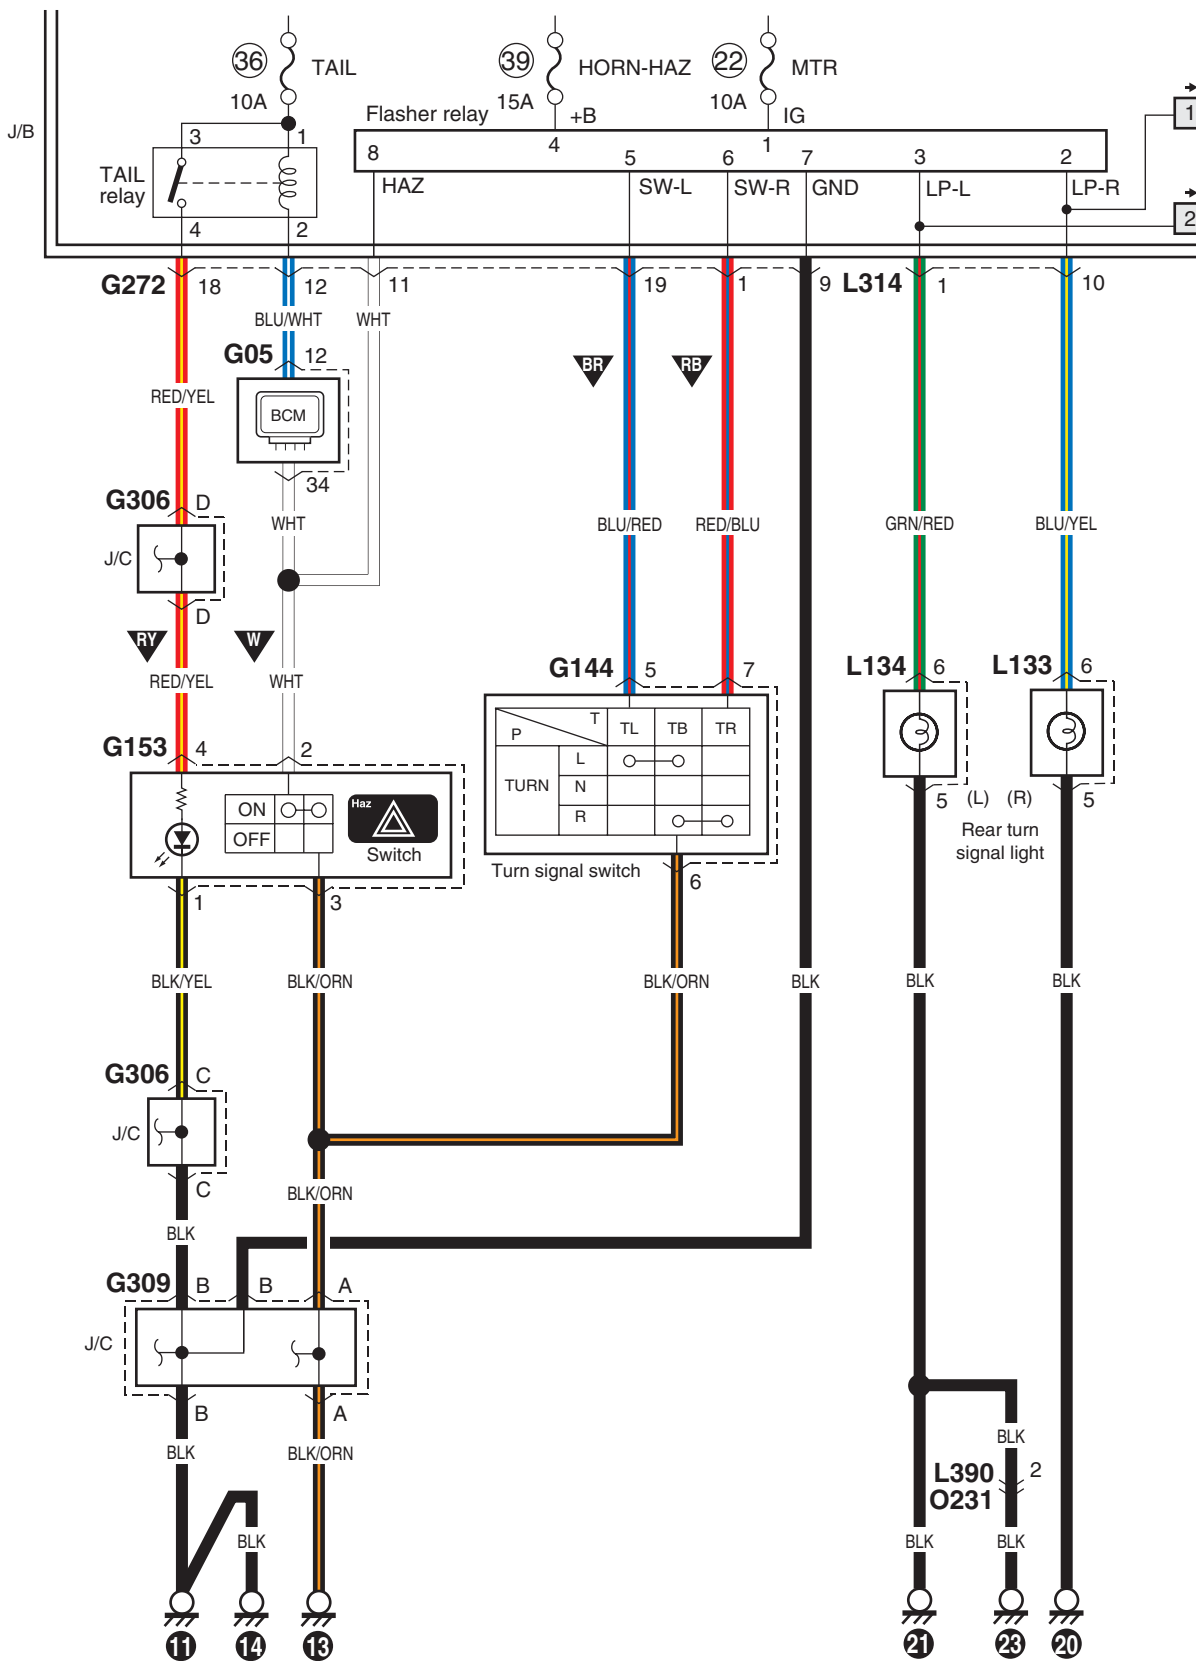 36 TAIL 39 HORN-HAZ 22 MTR
10A 15A 10A
J/B
Flasher relay +B IG
3 1 8 4 5 6 1 7 3 2
1
TAIL
relay
HAZ SW-L SW-R GND LP-L LP-R
4 2
2
G272 18 12 11 19 1 9 L314 1 10
BLU/WHT WHT
G05 12
BR RB
RED/YEL
BCM
34
G306 D
WHT BLU/RED RED/BLU GRN/RED BLU/YEL
J/C
D
RY W
RED/YEL WHT
G144 5 7 L134 6 L133 6
T
P TL TB TR
G153 4 2
L
TURN N
R
Haz
ON
OFF
Switch
Turn signal switch
6
5 (L) (R) 5
Rear turn
signal light
1 3
BLK/YEL BLK/ORN BLK/ORN BLK BLK BLK
G306 C
J/C
C
BLK/ORN
BLK
G309 B B A
J/C
B A
BLK BLK/ORN
BLK
L390 2
O231
BLK BLK BLK
11 14 13 21 23 20